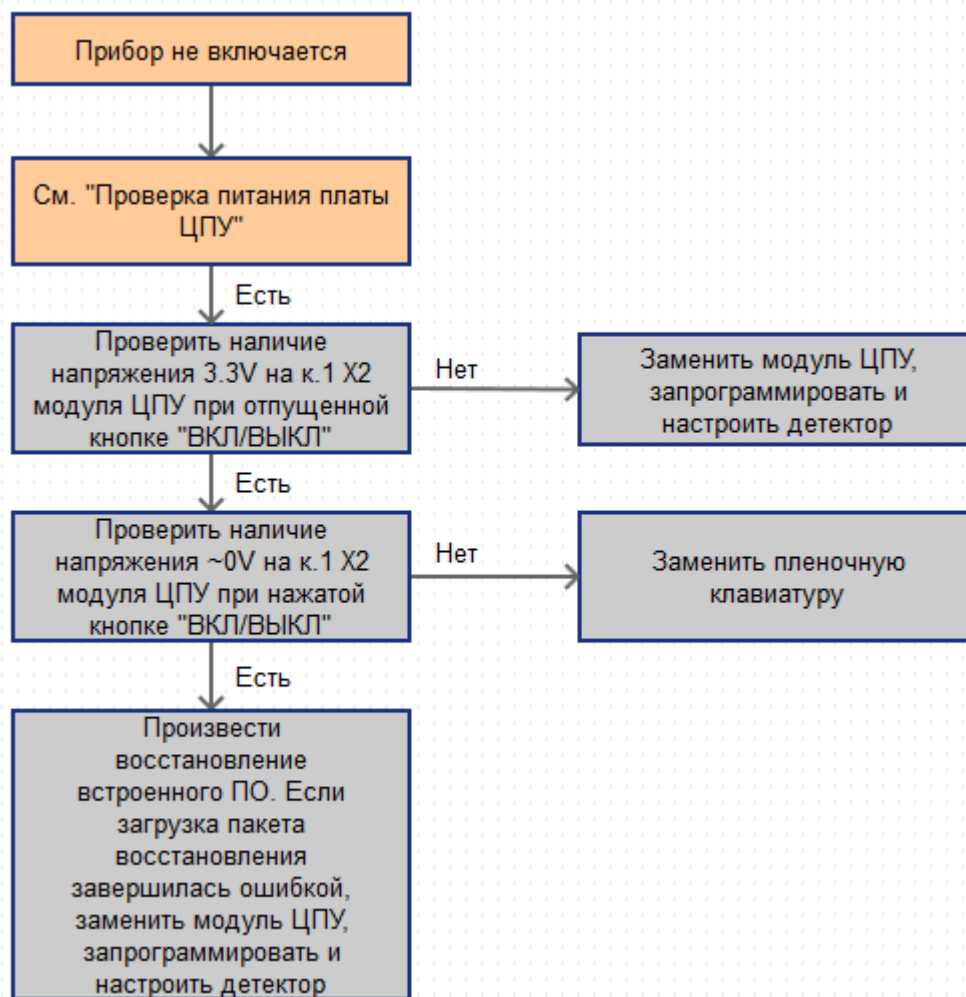 Прибор не включается
См. "Проверка питания платы
ЦПУ"
Есть
Проверить наличие
напряжения 3.3V на к.1 X2
модуля ЦПУ при отпущенной
кнопке "ВКЛ/ВЫКЛ"
Нет
Заменить модуль ЦПУ,
запрограммировать и
настроить детектор
Есть
Проверить наличие
напряжения ~0V на к.1 X2
модуля ЦПУ при нажатой
кнопке "ВКЛ/ВЫКЛ"
Нет
Заменить пленочную
клавиатуру
Есть
Произвести
восстановление
встроенного ПО. Если
загрузка пакета
восстановления
завершилась ошибкой,
заменить модуль ЦПУ,
запрограммировать и
настроить детектор